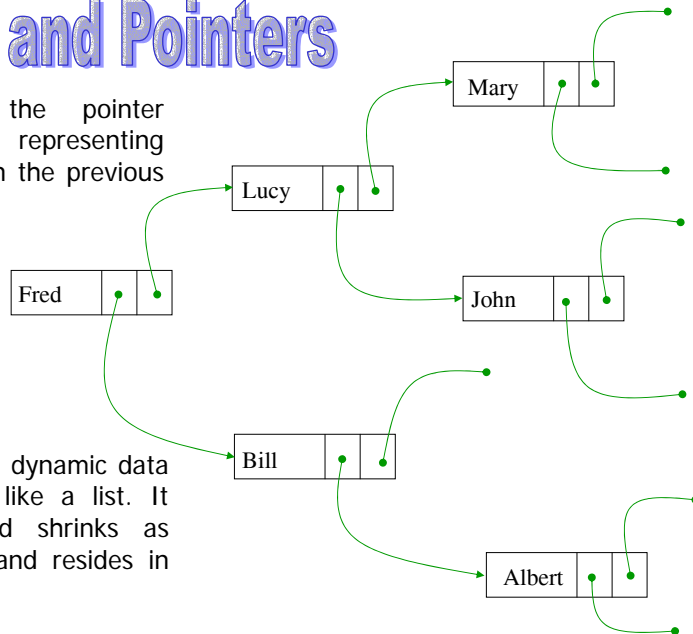 and Pointers
the pointer
representing
the previous
Mary
Lucy
Fred
John
dynamic data
like a list. It
shrinks as
and resides in
Bill
Albert